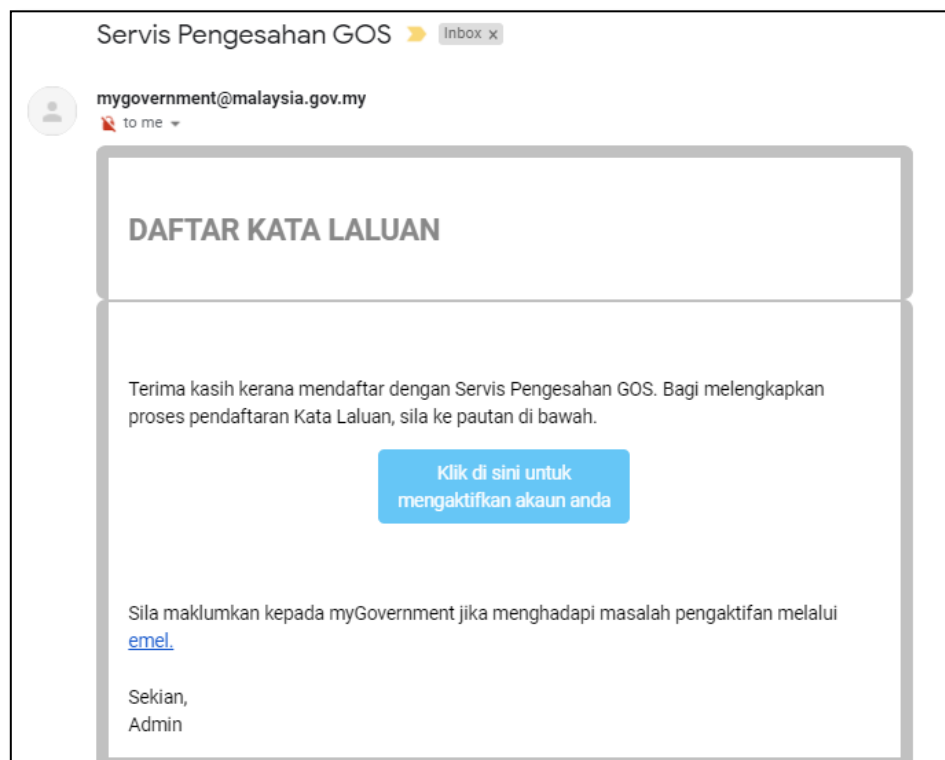 Servis Pengesahan GOS Inbox x
mygovernment@malaysia.gov.my
to me
DAFTAR KATA LALUAN
Terima kasih kerana mendaftar dengan Servis Pengesahan GOS. Bagi melengkapkan
proses pendaftaran Kata Laluan, sila ke pautan di bawah.
Klik di sini untuk
mengaktifkan akaun anda
Sila maklumkan kepada myGovernment jika menghadapi masalah pengaktifan melalui
emel.
Sekian,
Admin